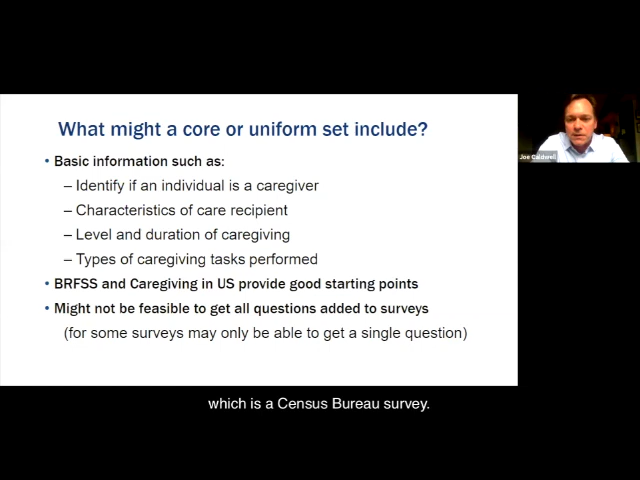 What might a core or uniform set include?
• Basic information such as:
– Identify if an individual is a caregiver
– Characteristics of care recipient
– Level and duration of caregiving
– Types of caregiving tasks performed
• BRFSS and Caregiving in US provide good starting points
• Might not be feasible to get all questions added to surveys
(for some surveys may only be able to get a single question)
Joe Caldwell
which is a Census Bureau survey.